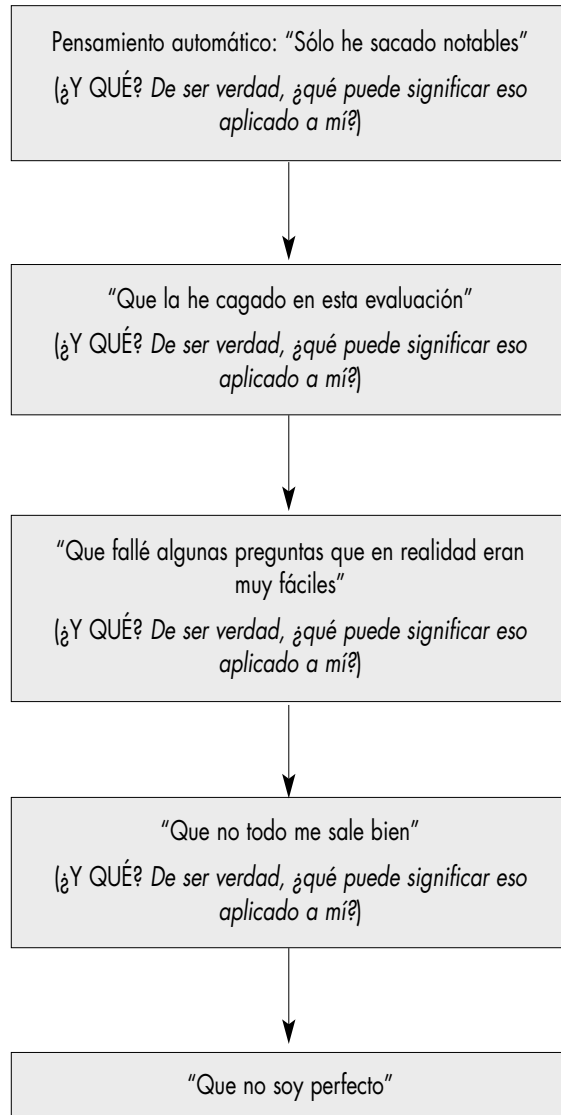 Pensamiento automático: “Sólo he sacado notables”
(¿Y QUÉ? De ser verdad, ¿qué puede significar eso
aplicado a mí?)
“Que la he cagado en esta evaluación”
(¿Y QUÉ? De ser verdad, ¿qué puede significar eso
aplicado a mí?)
“Que fallé algunas preguntas que en realidad eran
muy fáciles”
(¿Y QUÉ? De ser verdad, ¿qué puede significar eso
aplicado a mí?)
“Que no todo me sale bien”
(¿Y QUÉ? De ser verdad, ¿qué puede significar eso
aplicado a mí?)
“Que no soy perfecto”